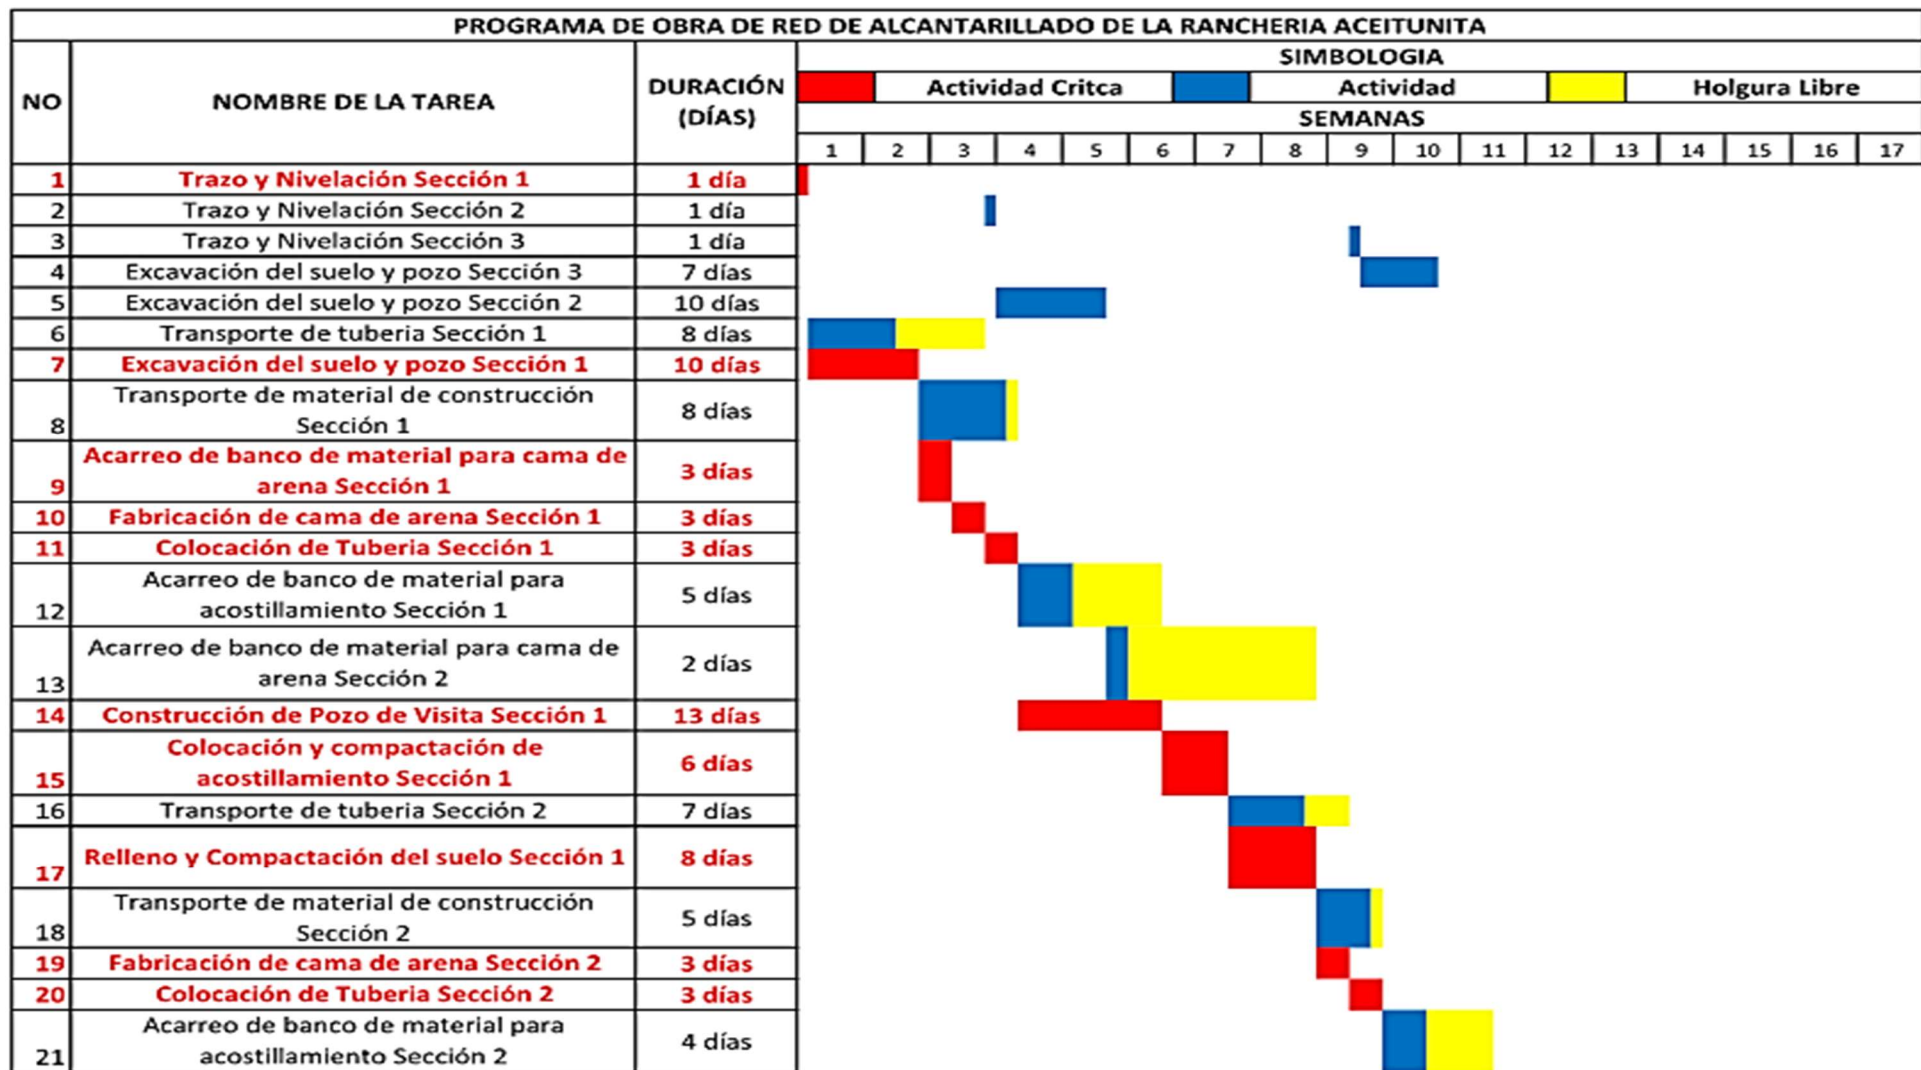 PROGRAMA DE OBRA DE RED DE ALCANTARILLADO DE LA RANCHERIA ACEITUNITA
NO
NOMBRE DE LA TAREA
DURACIÓN
(DÍAS)
SIMBOLOGIA
Actividad Critca
Actividad
Holgura Libre
SEMANAS
1 2 3 4 5 6 7 8 9 10 11 12 13 14 15 16 17
1 Trazo y Nivelación Sección 1 1 día
2 Trazo y Nivelación Sección 2 1 día
3 Trazo y Nivelación Sección 3 1 día
4 Excavación del suelo y pozo Sección 3 7 días
5 Excavación del suelo y pozo Sección 2 10 días
6 Transporte de tuberia Sección 1 8 días
7 Excavación del suelo y pozo Sección 1 10 días
Transporte de material de construcción
8 Sección 1 8 días
Acarreo de banco de material para cama de
9 arena Sección 1 3 días
10 Fabricación de cama de arena Sección 1 3 días
11 Colocación de Tuberia Sección 1 3 días
Acarreo de banco de material para
12 acostillamiento Sección 1 5 días
Acarreo de banco de material para cama de
13 arena Sección 2 2 días
14 Construcción de Pozo de Visita Sección 1 13 días
Colocación y compactación de
15 acostillamiento Sección 1 6 días
16 Transporte de tuberia Sección 2 7 días
17 Relleno y Compactación del suelo Sección 1 8 días
Transporte de material de construcción
18 Sección 2 5 días
19 Fabricación de cama de arena Sección 2 3 días
20 Colocación de Tuberia Sección 2 3 días
Acarreo de banco de material para
21 acostillamiento Sección 2 4 días